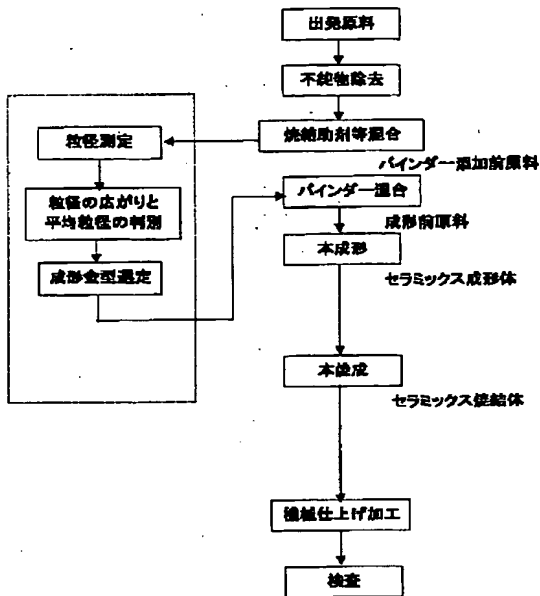 出発原料
不純物除去
焼結助剤等混合
バインダー添加前原料
粒径測定
粒径の広がりと
平均粒径の判別
成形金型選定
バインダー混合
成形前原料
本成形
セラミックス成形体
本焼成
セラミックス焼結体
機械仕上げ加工
検査